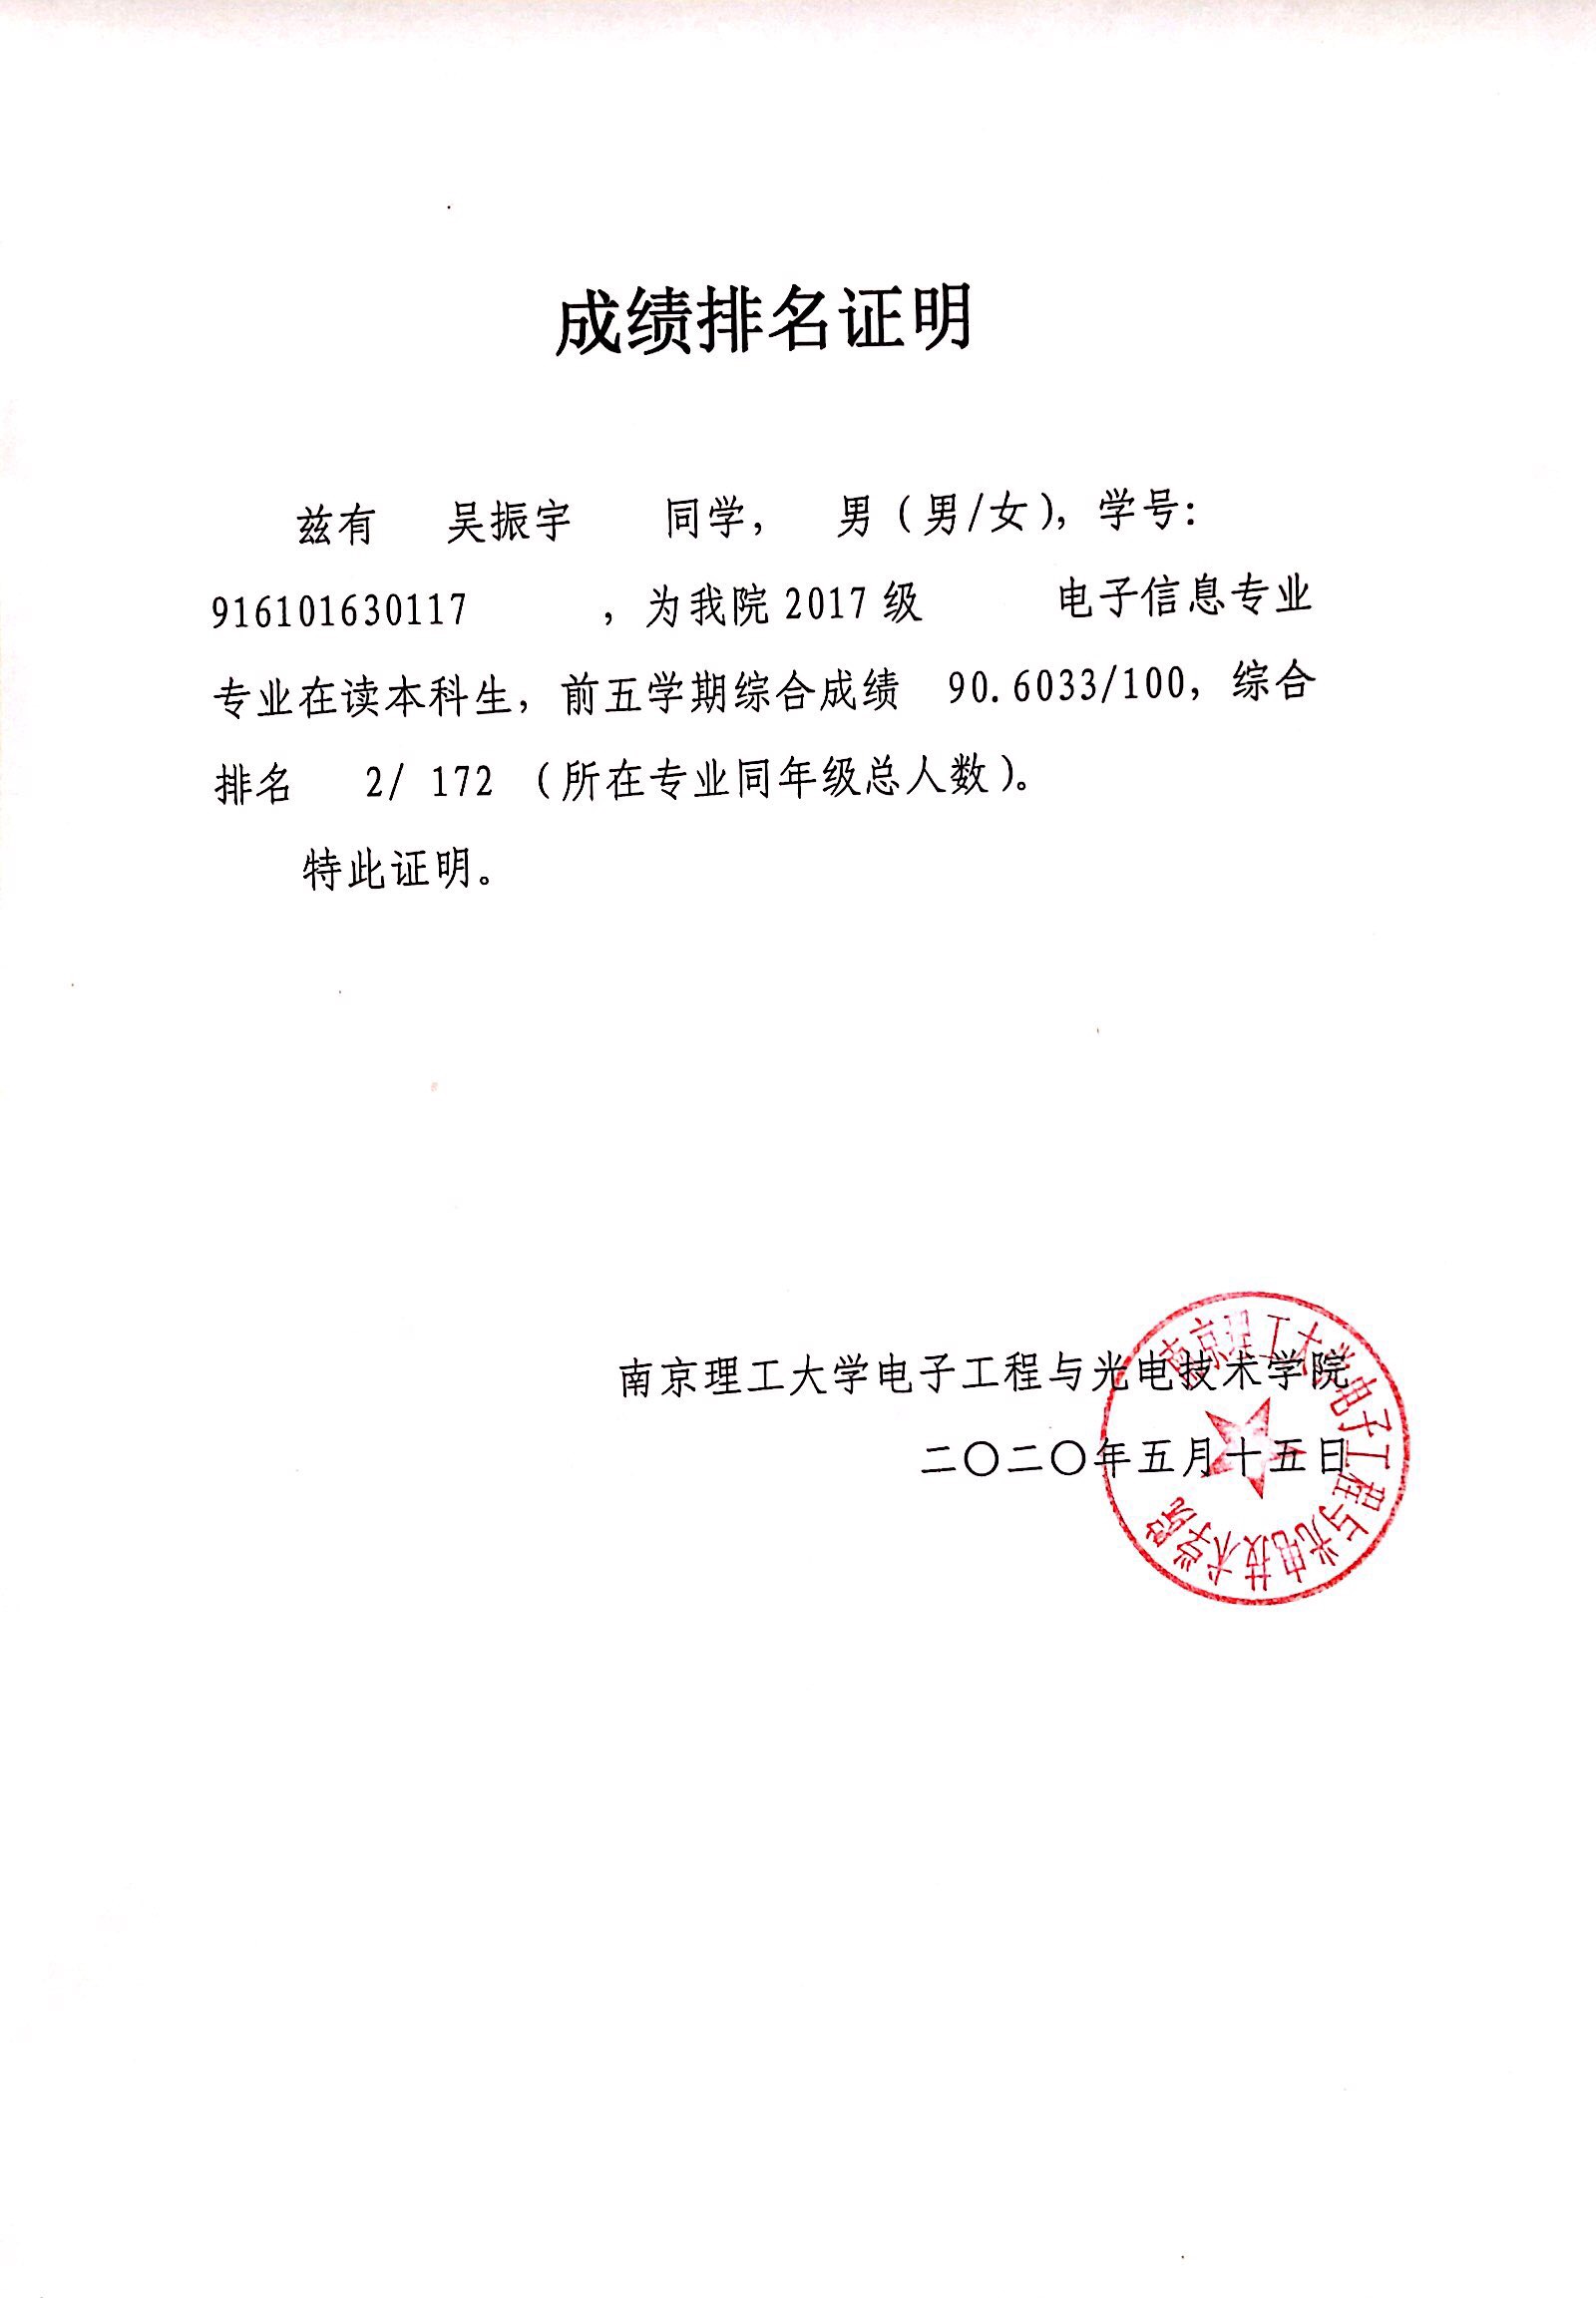 成绩排名证明
兹有 吴振宇 同学， 男（男/女），学号：
916101630117 ，为我院 2017 级 电子信息专业
专业在读本科生，前五学期综合成绩 90.6033/100，综合
排名 2/ 172 （所在专业同年级总人数）。
特此证明。
南京理工大学电子工程与光电技术学院
二〇二〇年五月十五日
南京理工大学电子工程与光电技术学院